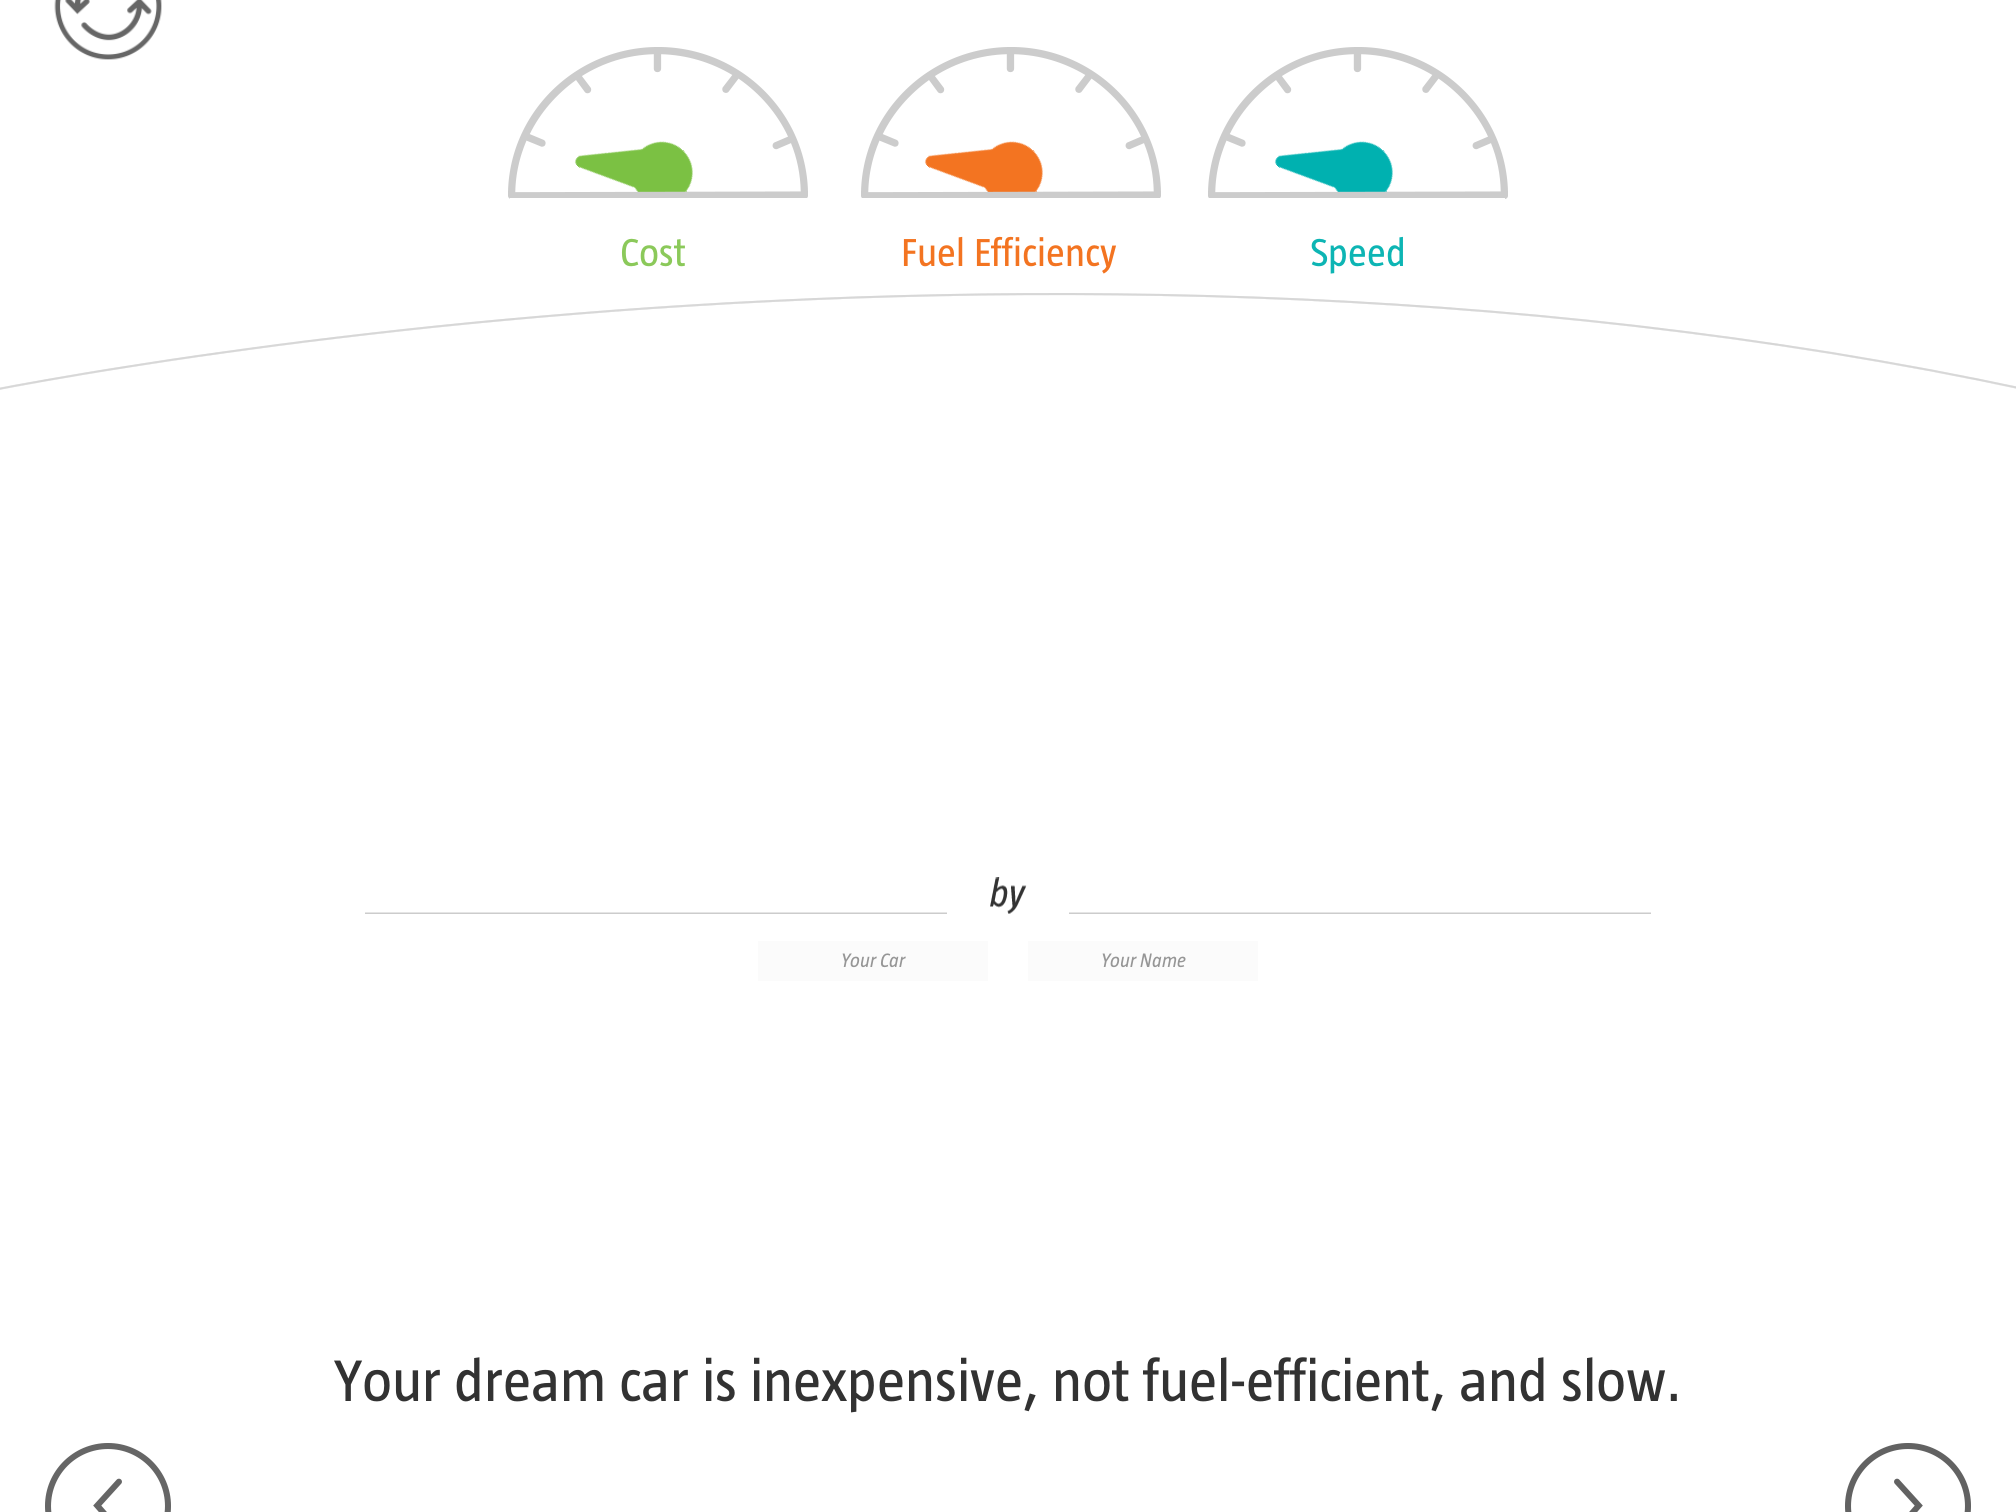 Cost
Fuel Efficiency
Speed
by
Your Car
Your Name
Your dream car is inexpensive, not fuel-efficient, and slow.